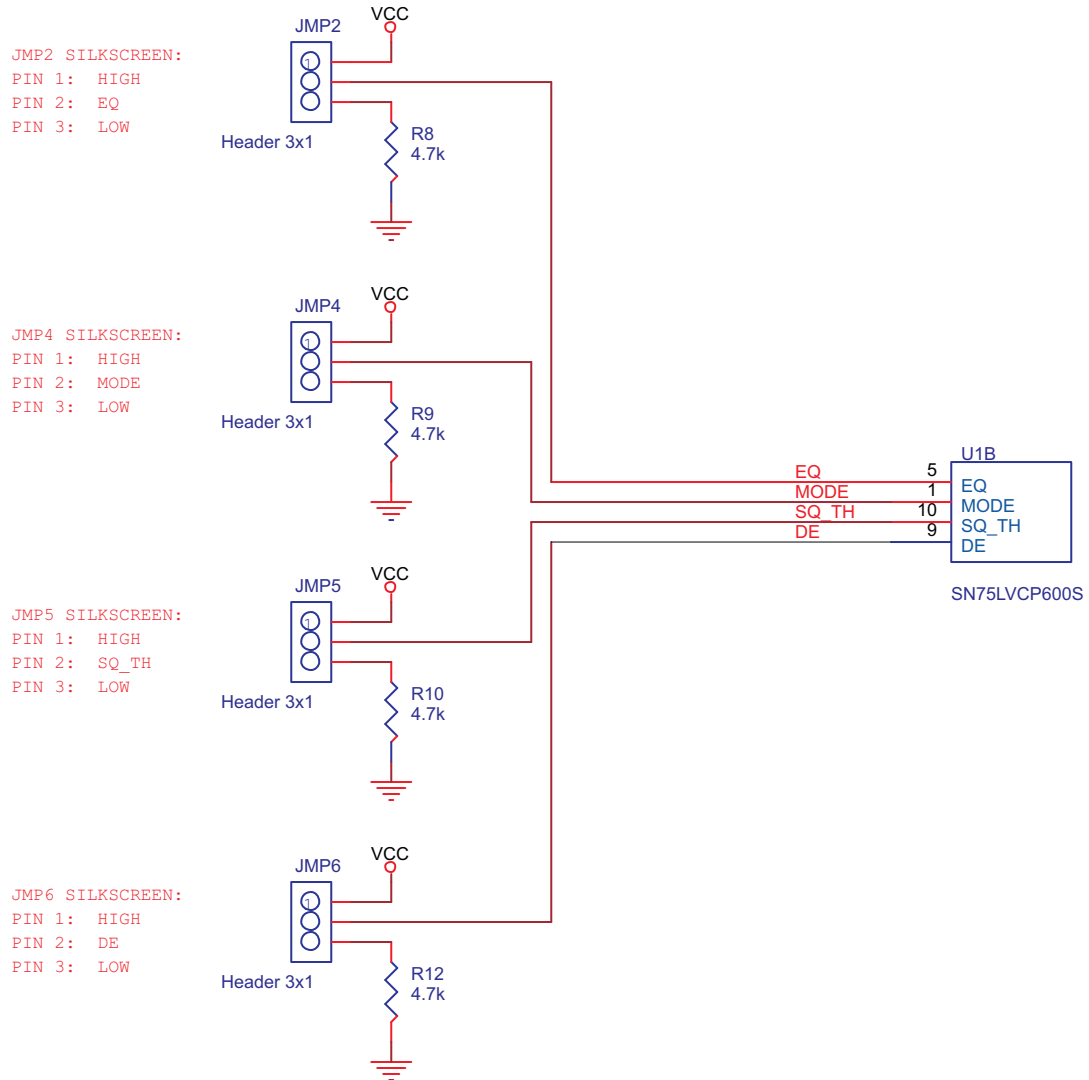 VCC
JMP2
JMP2 SILKSCREEN:
PIN 1: HIGH
PIN 2: EQ
PIN 3: LOW
1
Header 3x1
R8
4.7k
VCC
JMP4
JMP4 SILKSCREEN:
PIN 1: HIGH
PIN 2: MODE
PIN 3: LOW
1
Header 3x1
R9
4.7k
U1B
EQ 5 EQ
MODE 1 MODE
SQ_TH 10 SQ_TH
DE 9 DE
SN75LVCP600S
VCC
JMP5
JMP5 SILKSCREEN:
PIN 1: HIGH
PIN 2: SQ_TH
PIN 3: LOW
1
Header 3x1
R10
4.7k
VCC
JMP6
JMP6 SILKSCREEN:
PIN 1: HIGH
PIN 2: DE
PIN 3: LOW
1
Header 3x1
R12
4.7k